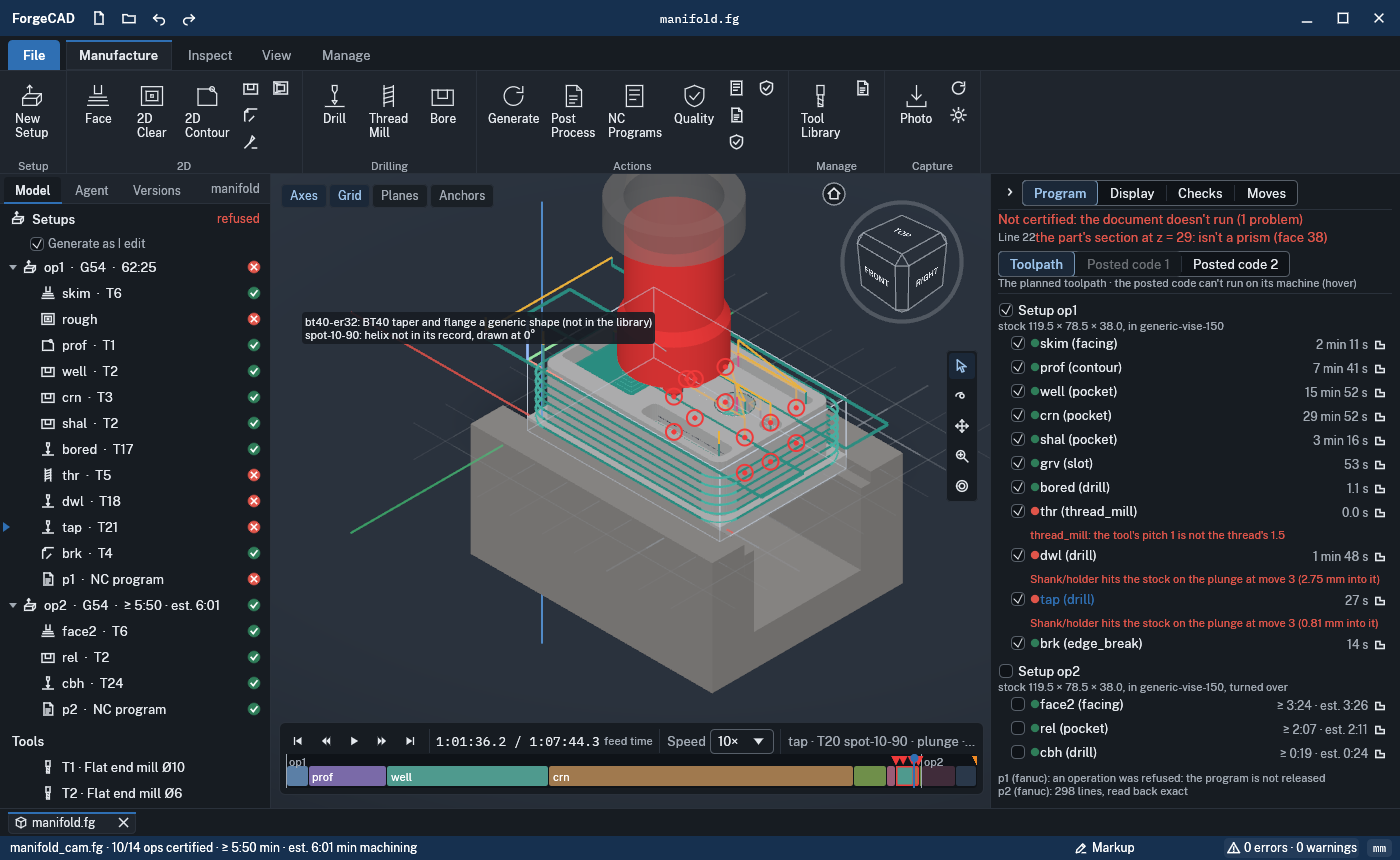 ForgeCAD
manifold.fg
File
Manufacture
Inspect
View
Manage
New Setup
Face
2D Clear
2D Contour
Drill
Thread Mill
Bore
Generate
Post Process
NC Programs
Quality
Tool Library
Photo
Setup
2D
Drilling
Actions
Manage
Capture
Model
Agent
Versions
manifold
Setups
refused
Generate as I edit
op1 · G54 · 62:25
skim · T6
rough
prof · T1
well · T2
crn · T3
shal · T2
bored · T17
thr · T5
dwl · T18
tap · T21
brk · T4
p1 · NC program
op2 · G54 · ≥ 5:50 · est. 6:01
face2 · T6
rel · T2
cbh · T24
p2 · NC program
Tools
T1 · Flat end mill Ø10
T2 · Flat end mill Ø6
Axes
Grid
Planes
Anchors
bt40-er32: BT40 taper and flange a generic shape (not in the library)
spot-10-90: helix not in its record, drawn at 0°
TOP
FRONT
RIGHT
1:01:36.2 / 1:07:44.3 feed time
Speed
10×
tap · T20 spot-10-90 · plunge ·...
op1
op2
prof
well
crn
Program
Display
Checks
Moves
Not certified: the document doesn't run (1 problem)
Line 22 the part's section at z = 29: isn't a prism (face 38)
Toolpath
Posted code 1
Posted code 2
The planned toolpath · the posted code can't run on its machine (hover)
Setup op1
stock 119.5 × 78.5 × 38.0, in generic-vise-150
skim (facing) 2 min 11 s
prof (contour) 7 min 41 s
well (pocket) 15 min 52 s
crn (pocket) 29 min 52 s
shal (pocket) 3 min 16 s
grv (slot) 53 s
bored (drill) 1.1 s
thr (thread_mill) 0.0 s
thread_mill: the tool's pitch 1 is not the thread's 1.5
dwl (drill) 1 min 48 s
Shank/holder hits the stock on the plunge at move 3 (2.75 mm into it)
tap (drill) 27 s
Shank/holder hits the stock on the plunge at move 3 (0.81 mm into it)
brk (edge_break) 14 s
Setup op2
stock 119.5 × 78.5 × 38.0, in generic-vise-150, turned over
face2 (facing) ≥ 3:24 · est. 3:26
rel (pocket) ≥ 2:07 · est. 2:11
cbh (drill) ≥ 0:19 · est. 0:24
p1 (fanuc): an operation was refused: the program is not released
p2 (fanuc): 298 lines, read back exact
manifold.fg
manifold_cam.fg · 10/14 ops certified · ≥ 5:50 min · est. 6:01 min machining
Markup
0 errors · 0 warnings
mm